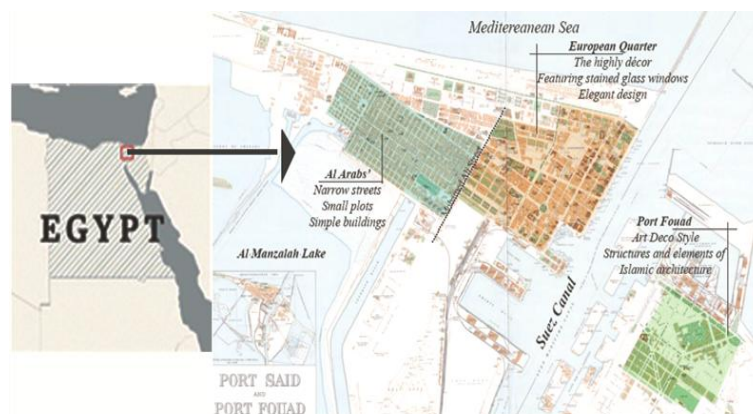 EGYPT
Mediterenean Sea
European Quarter
The highly décor
Featuring stained glass windows
Elegant design
Al Arabs'
Narrow streets
Small plots
Simple buildings
Al Manzalah Lake
Port Fouad
Art Deco Style
Structures and elements of
Islamic architecture
Suez Canal
PORT SAID
AND
PORT FOUAD